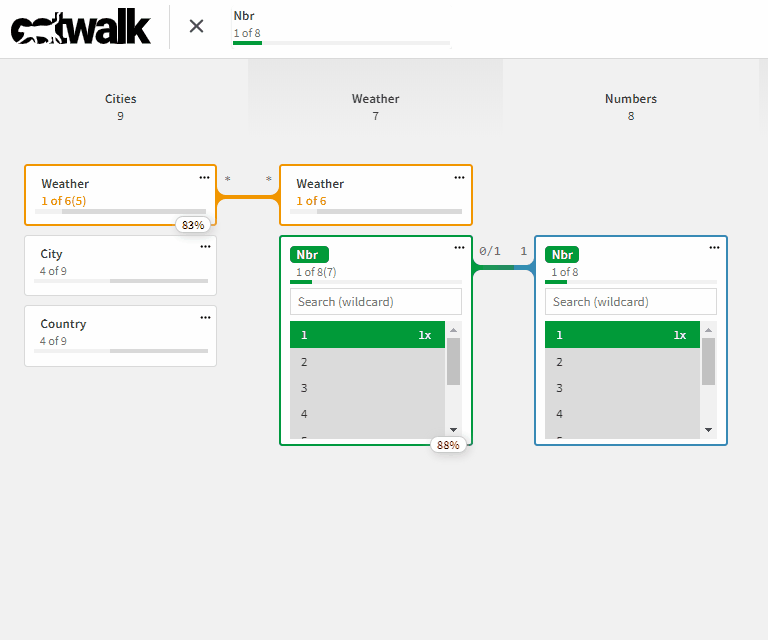 catwalk
Nbr
1 of 8
Cities
9
Weather
7
Numbers
8
Weather
1 of 6(5)
83%
* *
Weather
1 of 6
City
4 of 9
Country
4 of 9
Nbr
1 of 8(7)
Search (wildcard)
1 1x
2
3
4
88%
0/1 1
Nbr
1 of 8
Search (wildcard)
1 1x
2
3
4